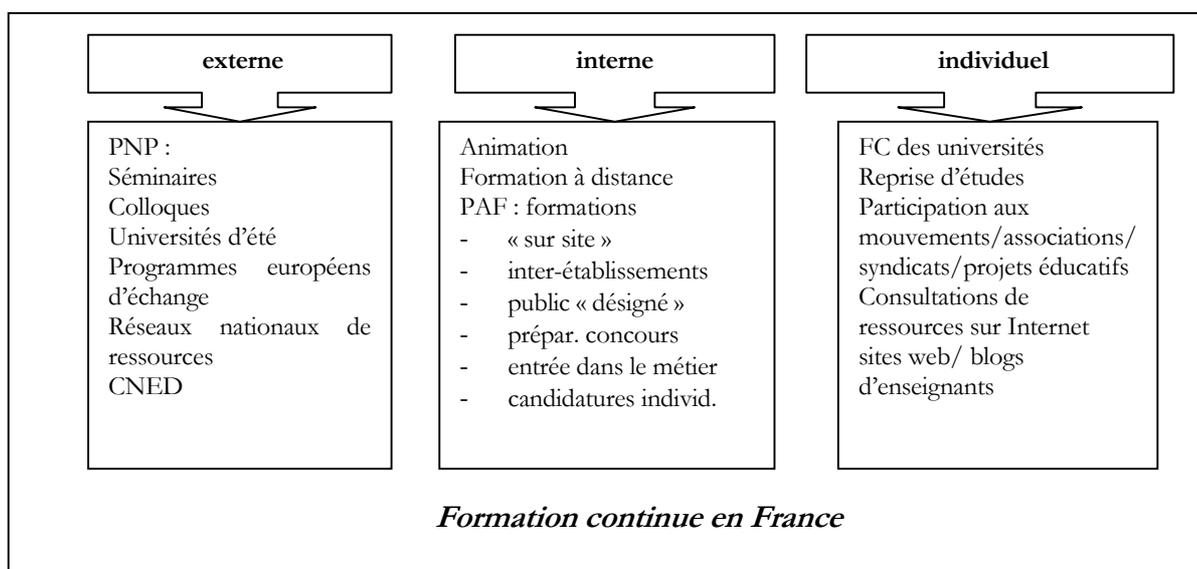 externe
PNP :
Séminaires
Colloques
Universités d'été
Programmes européens
d'échange
Réseaux nationaux de
ressources
CNED
interne
Animation
Formation à distance
PAF : formations
- « sur site »
- inter-établissements
- public « désigné »
- prépar. concours
- entrée dans le métier
- candidatures individ.
individuel
FC des universités
Reprise d'études
Participation aux
mouvements/associations/
syndicats/projets éducatifs
Consultations de
ressources sur Internet
sites web/ blogs
d'enseignants
Formation continue en France